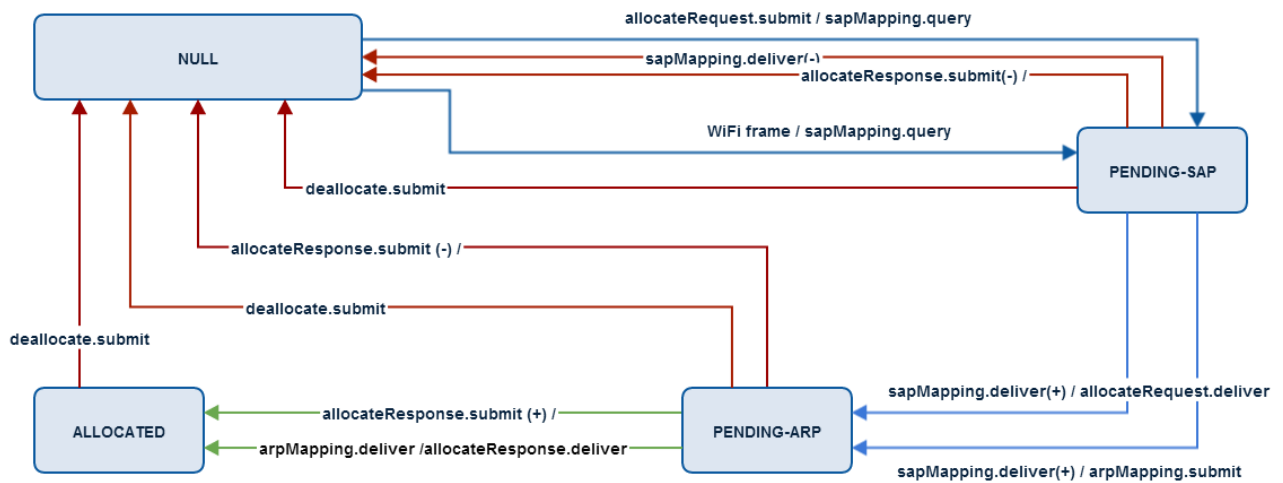 allocateRequest.submit / sapMapping.query
NULL
sapMapping.deliver(-)
allocateResponse.submit(-) /
WiFi frame / sapMapping.query
PENDING-SAP
deallocate.submit
allocateResponse.submit (-) /
deallocate.submit
deallocate.submit
sapMapping.deliver(+) / allocateRequest.deliver
allocateResponse.submit (+) /
ALLOCATED
PENDING-ARP
arpMapping.deliver /allocateResponse.deliver
sapMapping.deliver(+) / arpMapping.submit